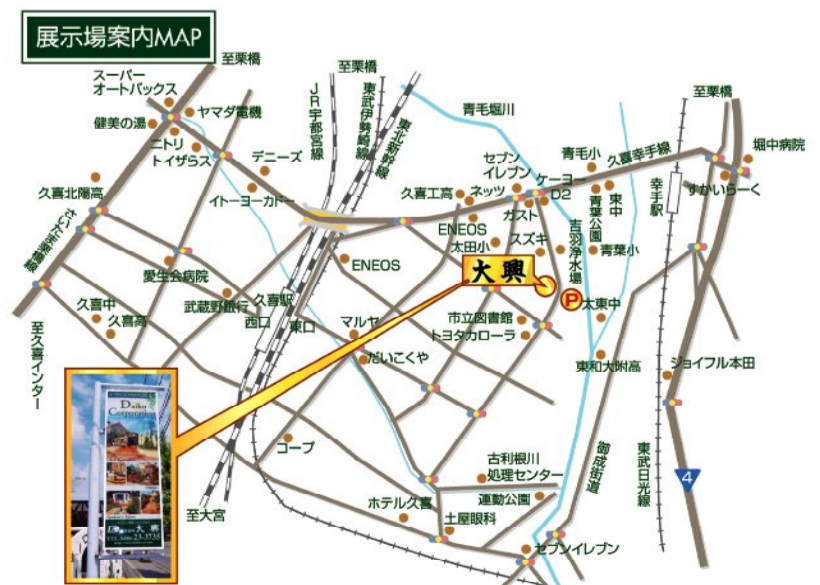 展示場案内MAP
至栗橋
至栗橋
至栗橋
スーパー
オートバックス
ヤマダ電機
健美の湯
ニトリ
トイザらス
デニーズ
イトーヨーカドー
JR宇都宮線
東武伊勢崎線
東北新幹線
青毛堀川
セブン
イレブン
ケーヨー
D2
青毛小
久喜幸手線
堀中病院
すかいらーく
幸手駅
久喜北陽高
さいたま栗橋線
久喜工高
ネッツ
ガスト
東中
青葉公園
青葉小
吉羽浄水場
ENEOS
太田小
スズキ
愛生会病院
ENEOS
大興
P
太東中
武蔵野銀行
久喜駅
西口
東口
久喜中
久喜高
マルヤ
だいこくや
市立図書館
トヨタカローラ
東和大附高
ジョイフル本田
至久喜インター
Daiko
Corporation
大興
23-3735
コープ
至大宮
古利根川
処理センター
運動公園
御成街道
東武日光線
4
ホテル久喜
土屋眼科
セブンイレブン